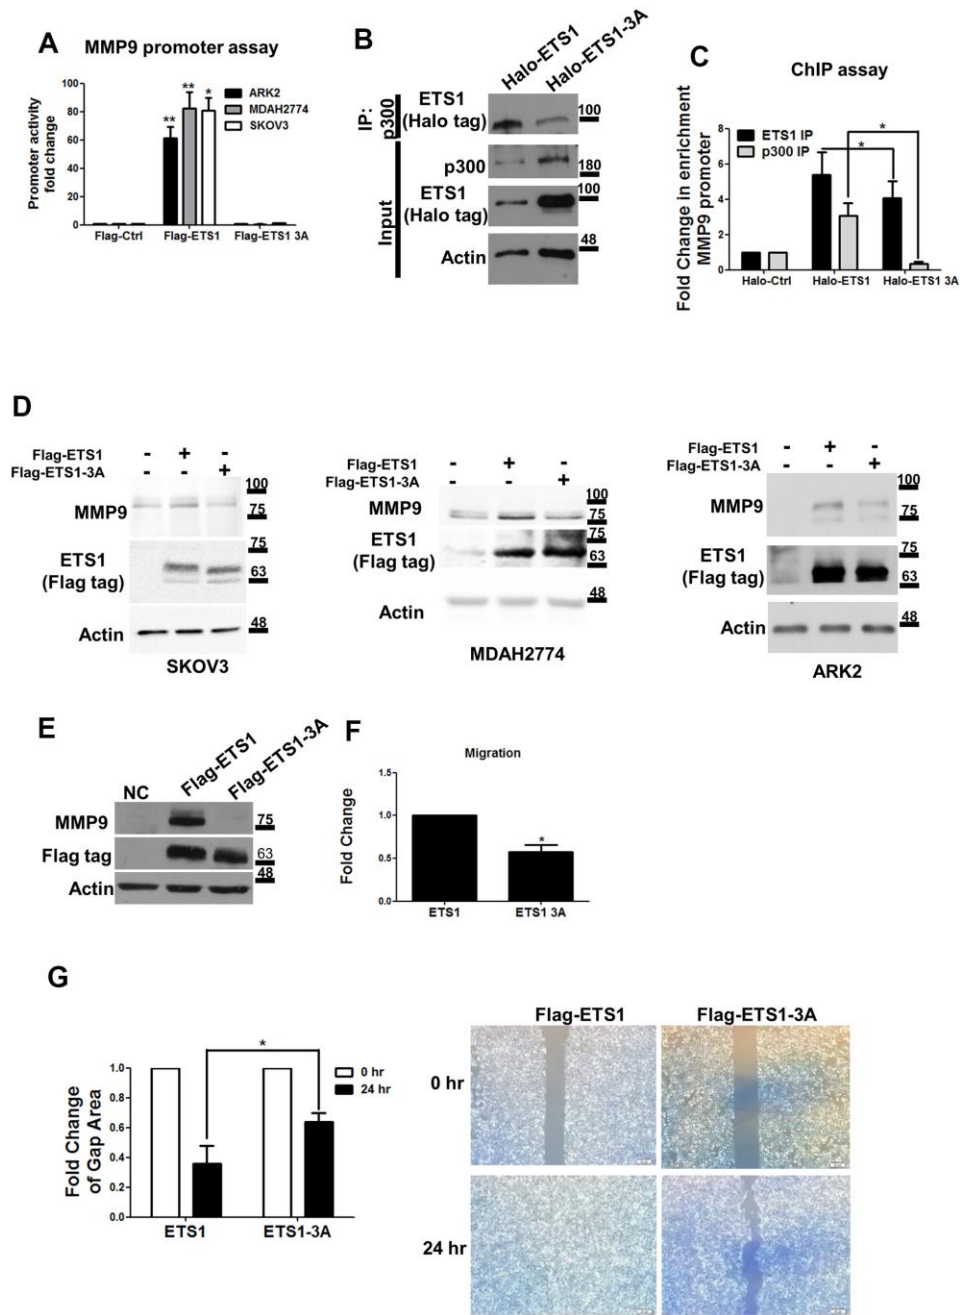 A
MMP9 promoter assay
Promoter activity
fold change
100
80
60
40
20
0
** ** *
ARK2
MDAH2774
SKOV3
Flag-Ctrl Flag-ETS1 Flag-ETS1 3A
B
Halo-ETS1
Halo-ETS1-3A
IP:
p300
ETS1
(Halo tag)
100
Input
p300
180
ETS1
(Halo tag)
100
Actin
48
C
ChIP assay
Fold Change in enrichment
MMP9 promoter
8
6
4
2
0
ETS1 IP
p300 IP
*
*
Halo-Ctrl Halo-ETS1 Halo-ETS1 3A
D
Flag-ETS1 - + -
Flag-ETS1-3A - - +
MMP9
100
75
ETS1
(Flag tag)
75
63
Actin
48
SKOV3
Flag-ETS1 - + -
Flag-ETS1-3A - - +
MMP9
100
75
ETS1
(Flag tag)
75
63
Actin
48
MDAH2774
Flag-ETS1 - + -
Flag-ETS1-3A - - +
MMP9
100
75
ETS1
(Flag tag)
75
63
Actin
48
ARK2
E
NC Flag-ETS1 Flag-ETS1-3A
MMP9
75
Flag tag
63
Actin
48
F
Migration
Fold Change
1.5
1.0
0.5
0.0
*
ETS1 ETS1 3A
G
Fold Change
of Gap Area
1.0
0.8
0.6
0.4
0.2
0.0
*
0 hr
24 hr
ETS1 ETS1-3A
Flag-ETS1 Flag-ETS1-3A
0 hr
24 hr